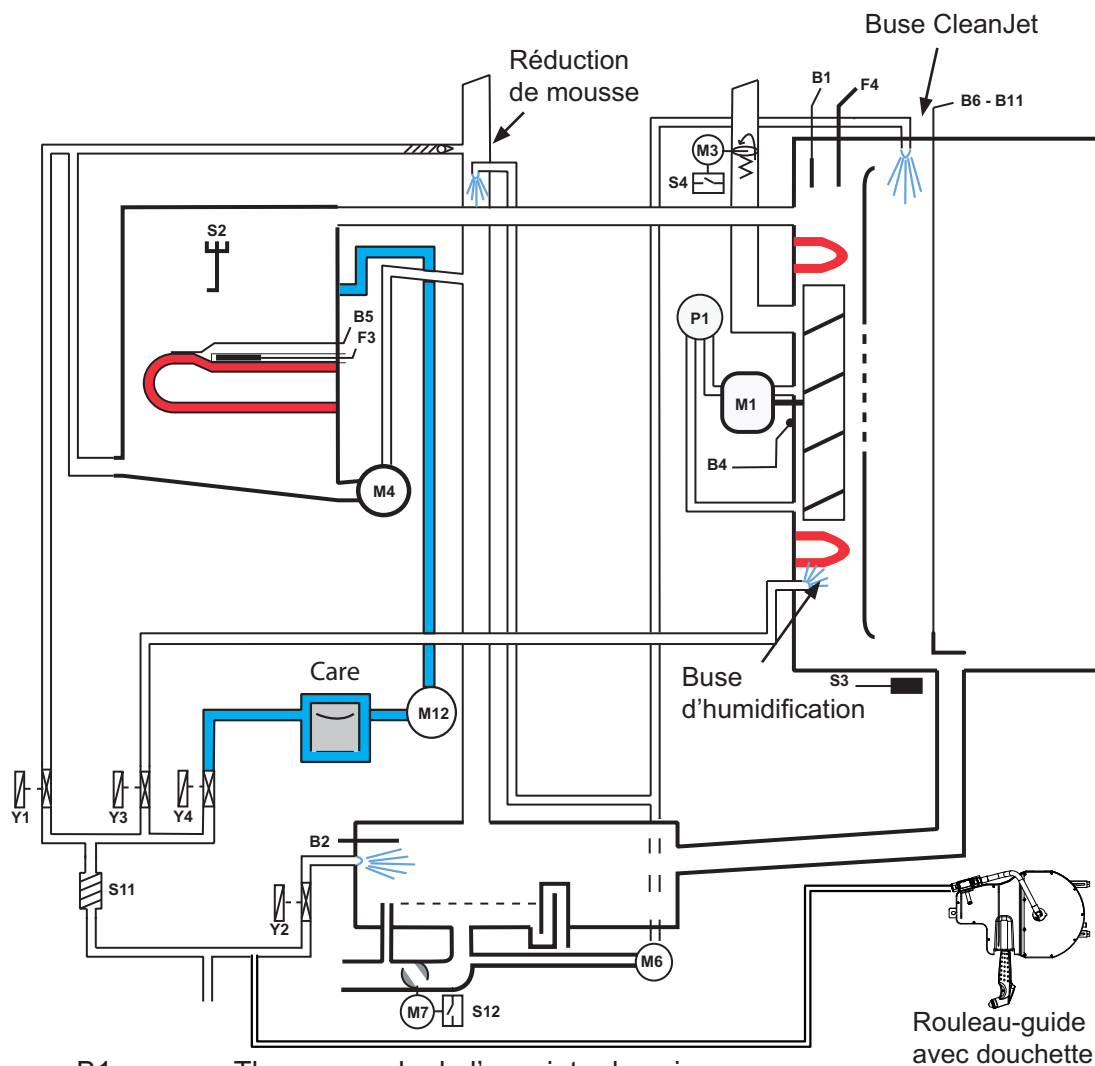 Buse CleanJet
Réduction
de mousse
B1
F4
B6 - B11
M3
S4
S2
B5
F3
P1
M1
B4
M4
Care
M12
Buse
d'humidification
S3
Y1
Y3
Y4
B2
S11
Y2
M6
M7
S12
Rouleau-guide
avec douchette